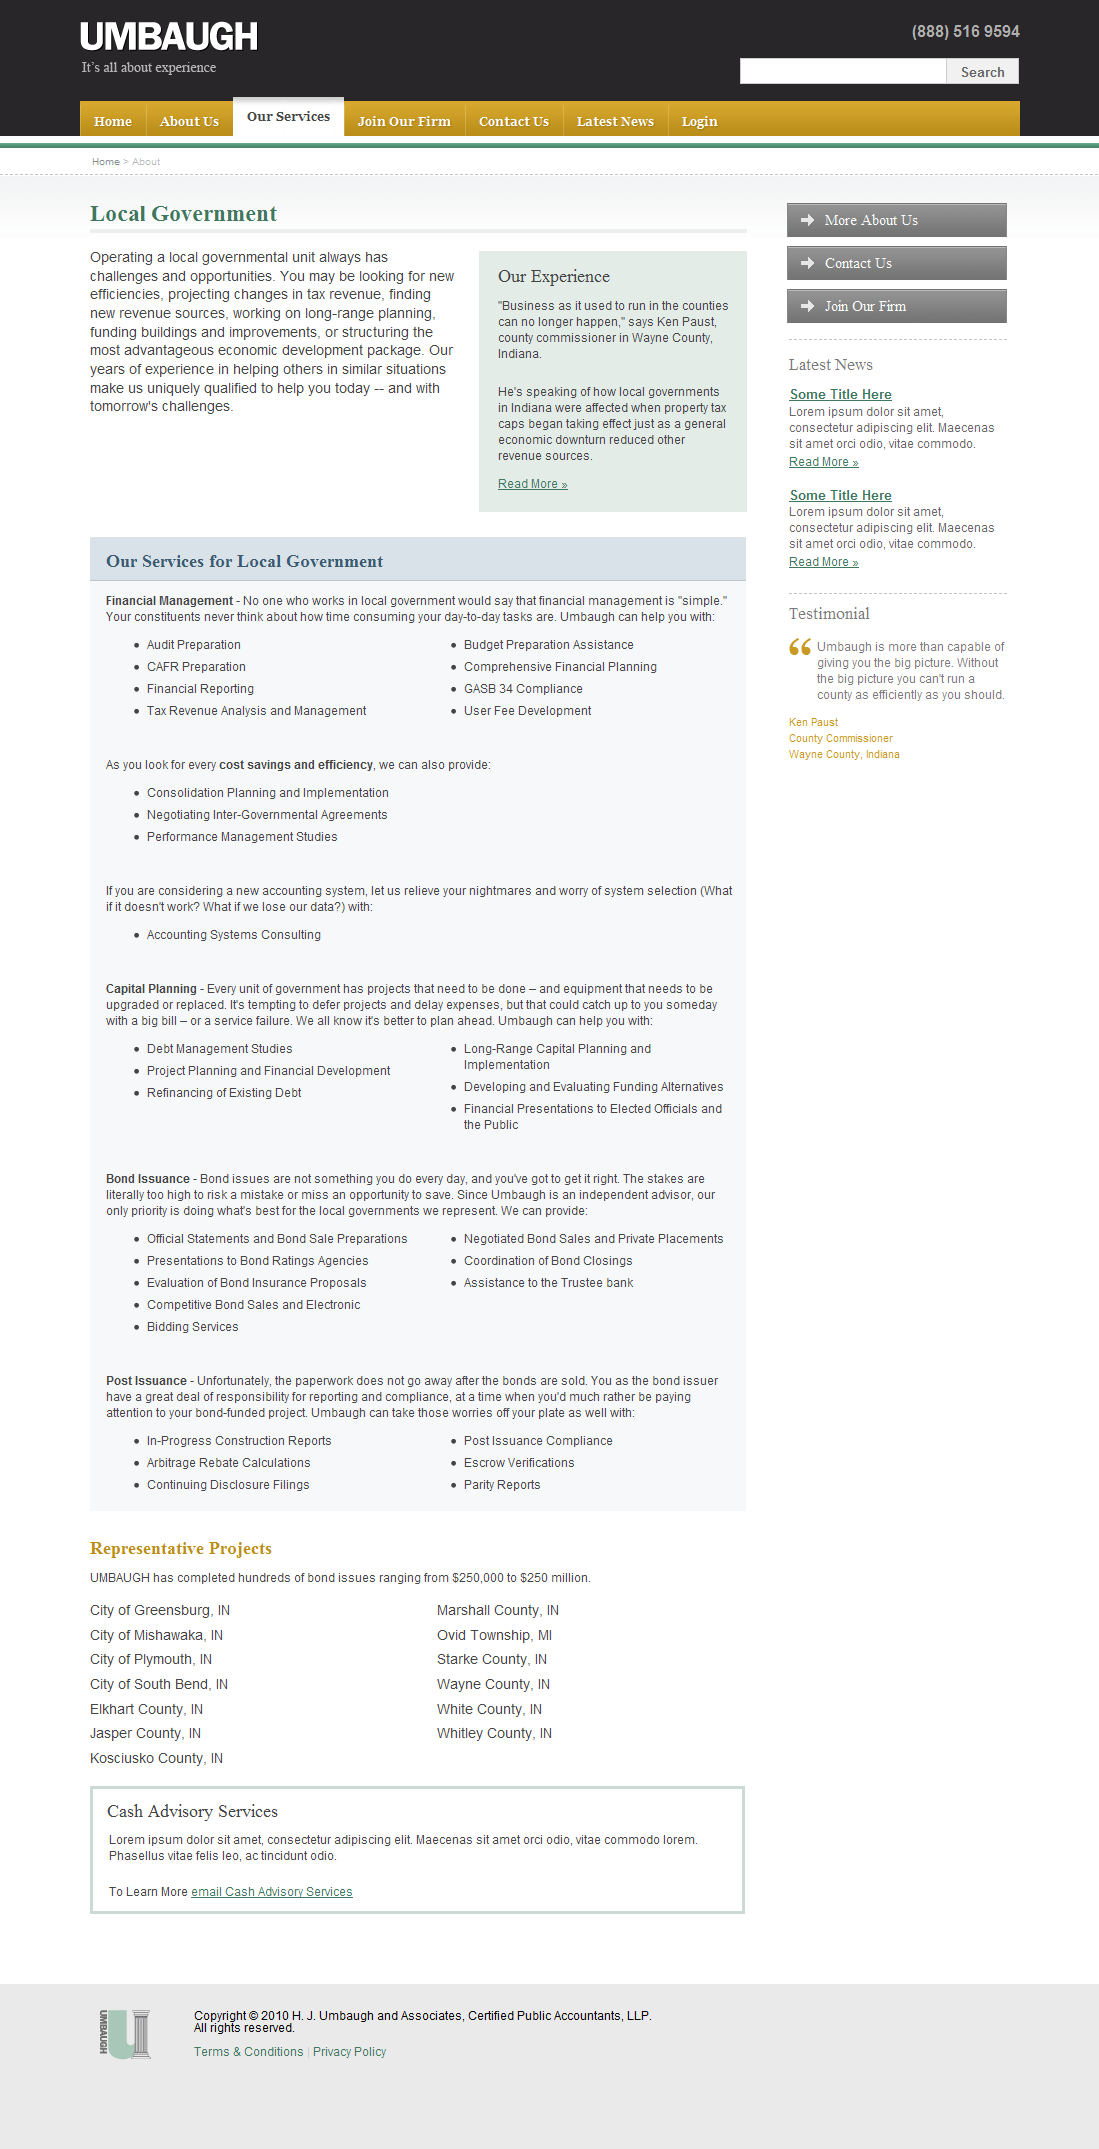 UMBAUGH
It's all about experience
(888) 516 9594
Search
Home
About Us
Our Services
Join Our Firm
Contact Us
Latest News
Login
Home > About
Local Government
Operating a local governmental unit always has
challenges and opportunities. You may be looking for new
efficiencies, projecting changes in tax revenue, finding
new revenue sources, working on long-range planning,
funding buildings and improvements, or structuring the
most advantageous economic development package. Our
years of experience in helping others in similar situations
make us uniquely qualified to help you today -- and with
tomorrow's challenges.
Our Experience
"Business as it used to run in the counties
can no longer happen," says Ken Paust,
county commissioner in Wayne County,
Indiana.
He's speaking of how local governments
in Indiana were affected when property tax
caps began taking effect just as a general
economic downturn reduced other
revenue sources.
Read More »
Our Services for Local Government
Financial Management - No one who works in local government would say that financial management is "simple."
Your constituents never think about how time consuming your day-to-day tasks are. Umbaugh can help you with:
• Audit Preparation
• CAFR Preparation
• Financial Reporting
• Tax Revenue Analysis and Management
• Budget Preparation Assistance
• Comprehensive Financial Planning
• GASB 34 Compliance
• User Fee Development
As you look for every cost savings and efficiency, we can also provide:
• Consolidation Planning and Implementation
• Negotiating Inter-Governmental Agreements
• Performance Management Studies
If you are considering a new accounting system, let us relieve your nightmares and worry of system selection (What
if it doesn't work? What if we lose our data?) with:
• Accounting Systems Consulting
Capital Planning - Every unit of government has projects that need to be done – and equipment that needs to be
upgraded or replaced. It's tempting to defer projects and delay expenses, but that could catch up to you someday
with a big bill – or a service failure. We all know it's better to plan ahead. Umbaugh can help you with:
• Debt Management Studies
• Project Planning and Financial Development
• Refinancing of Existing Debt
• Long-Range Capital Planning and
Implementation
• Developing and Evaluating Funding Alternatives
• Financial Presentations to Elected Officials and
the Public
Bond Issuance - Bond issues are not something you do every day, and you've got to get it right. The stakes are
literally too high to risk a mistake or miss an opportunity to save. Since Umbaugh is an independent advisor, our
only priority is doing what's best for the local governments we represent. We can provide:
• Official Statements and Bond Sale Preparations
• Presentations to Bond Ratings Agencies
• Evaluation of Bond Insurance Proposals
• Competitive Bond Sales and Electronic
• Bidding Services
• Negotiated Bond Sales and Private Placements
• Coordination of Bond Closings
• Assistance to the Trustee bank
Post Issuance - Unfortunately, the paperwork does not go away after the bonds are sold. You as the bond issuer
have a great deal of responsibility for reporting and compliance, at a time when you'd much rather be paying
attention to your bond-funded project. Umbaugh can take those worries off your plate as well with:
• In-Progress Construction Reports
• Arbitrage Rebate Calculations
• Continuing Disclosure Filings
• Post Issuance Compliance
• Escrow Verifications
• Parity Reports
Representative Projects
UMBAUGH has completed hundreds of bond issues ranging from $250,000 to $250 million.
City of Greensburg, IN
City of Mishawaka, IN
City of Plymouth, IN
City of South Bend, IN
Elkhart County, IN
Jasper County, IN
Kosciusko County, IN
Marshall County, IN
Ovid Township, MI
Starke County, IN
Wayne County, IN
White County, IN
Whitley County, IN
Cash Advisory Services
Lorem ipsum dolor sit amet, consectetur adipiscing elit. Maecenas sit amet orci odio, vitae commodo lorem.
Phasellus vitae felis leo, ac tincidunt odio.
To Learn More email Cash Advisory Services
More About Us
Contact Us
Join Our Firm
Latest News
Some Title Here
Lorem ipsum dolor sit amet,
consectetur adipiscing elit. Maecenas
sit amet orci odio, vitae commodo.
Read More »
Some Title Here
Lorem ipsum dolor sit amet,
consectetur adipiscing elit. Maecenas
sit amet orci odio, vitae commodo.
Read More »
Testimonial
“ Umbaugh is more than capable of
giving you the big picture. Without
the big picture you can't run a
county as efficiently as you should.
Ken Paust
County Commissioner
Wayne County, Indiana
UMBAUGH
Copyright © 2010 H. J. Umbaugh and Associates, Certified Public Accountants, LLP.
All rights reserved.
Terms & Conditions | Privacy Policy